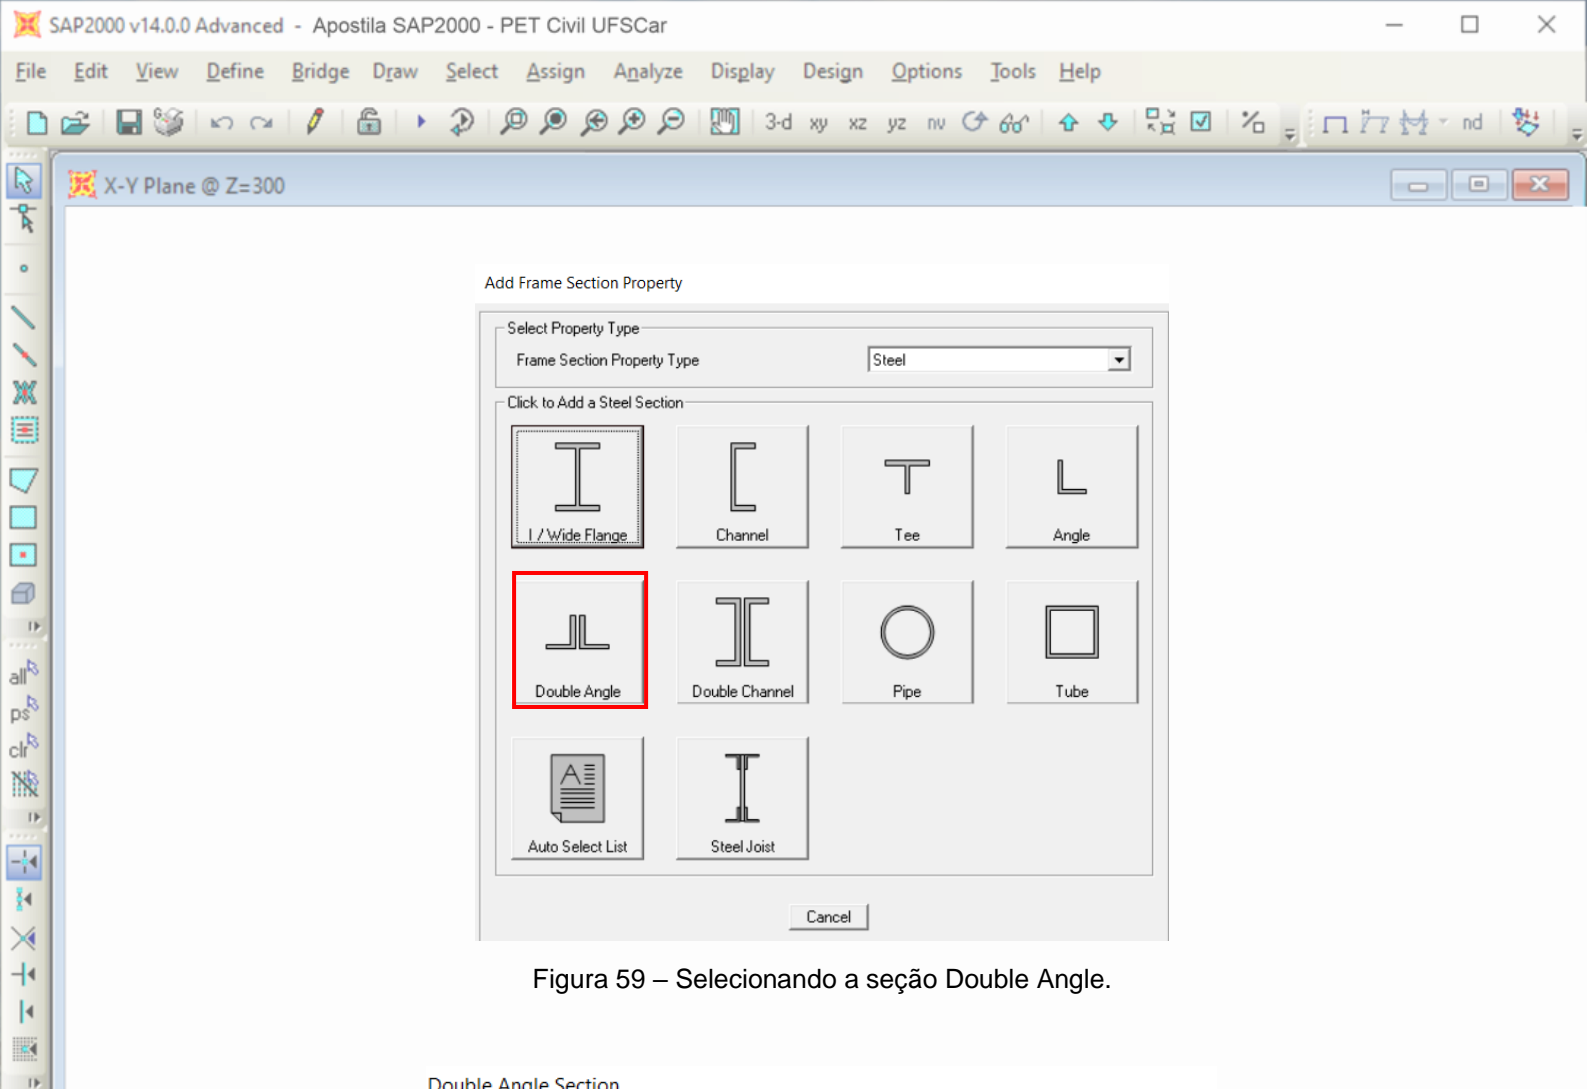 SAP2000 v14.0.0 Advanced - Apostila SAP2000 - PET Civil UFSCar
File Edit View Define Bridge Draw Select Assign Analyze Display Design Options Tools Help
3-d xy xz yz nv nd
X-Y Plane @ Z=300
Add Frame Section Property
Select Property Type
Frame Section Property Type Steel
Click to Add a Steel Section
I / Wide Flange Channel Tee Angle
Double Angle Double Channel Pipe Tube
Auto Select List Steel Joist
Cancel
all
ps
clr
Figura 59 – Selecionando a seção Double Angle.
Double Angle Section